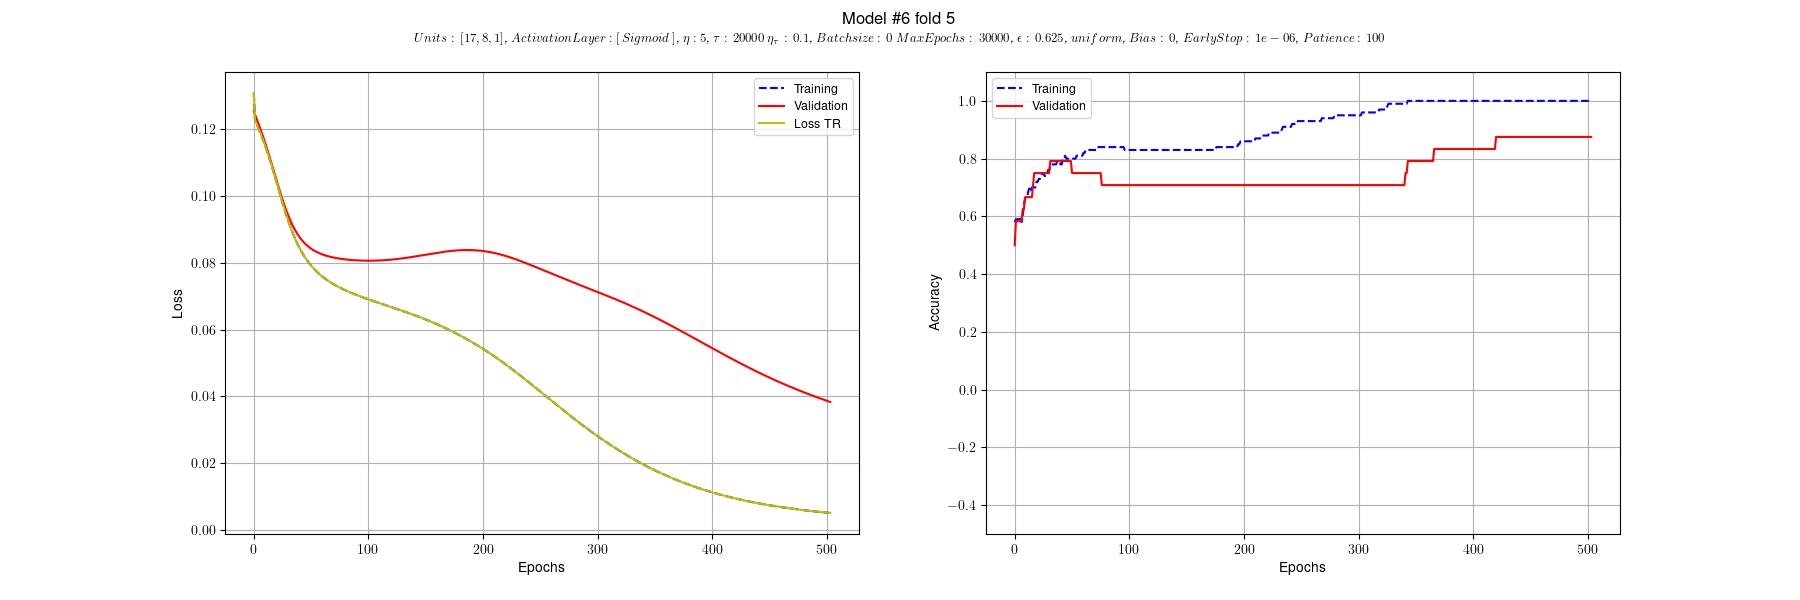 Model #6 fold 5
Units : [17, 8, 1], ActivationLayer : [ Sigmoid ], η : 5, τ : 20000 η_τ : 0.1, Batchsize : 0 MaxEpochs : 30000, ϵ : 0.625, uniform, Bias : 0, EarlyStop : 1e − 06, Patience : 100
Training
Validation
Loss TR
0.12
0.10
0.08
0.06
0.04
0.02
0.00
Loss
0 100 200 300 400 500
Epochs
Training
Validation
1.0
0.8
0.6
0.4
0.2
0.0
−0.2
−0.4
Accuracy
0 100 200 300 400 500
Epochs